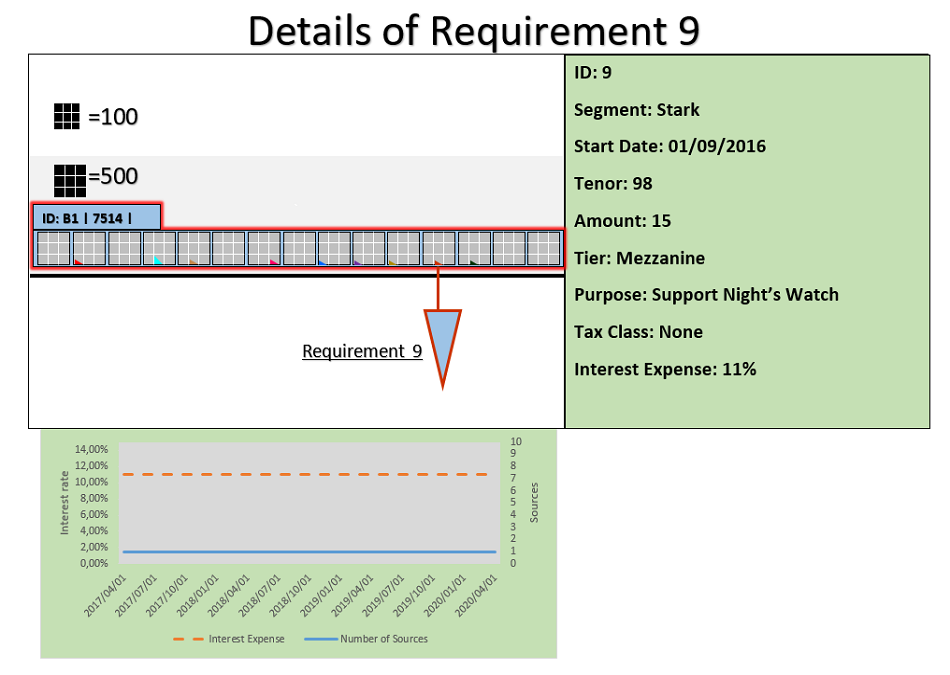 Details of Requirement 9
=100
=500
ID: B1 | 7514 |
Requirement 9
ID: 9
Segment: Stark
Start Date: 01/09/2016
Tenor: 98
Amount: 15
Tier: Mezzanine
Purpose: Support Night's Watch
Tax Class: None
Interest Expense: 11%
Interest rate
14,00%
12,00%
10,00%
8,00%
6,00%
4,00%
2,00%
0,00%
10
9
8
7
6
5
4
3
2
1
0
Sources
2017/04/01
2017/07/01
2017/10/01
2018/01/01
2018/04/01
2018/07/01
2018/10/01
2019/01/01
2019/04/01
2019/07/01
2019/10/01
2020/01/01
2020/04/01
Interest Expense
Number of Sources